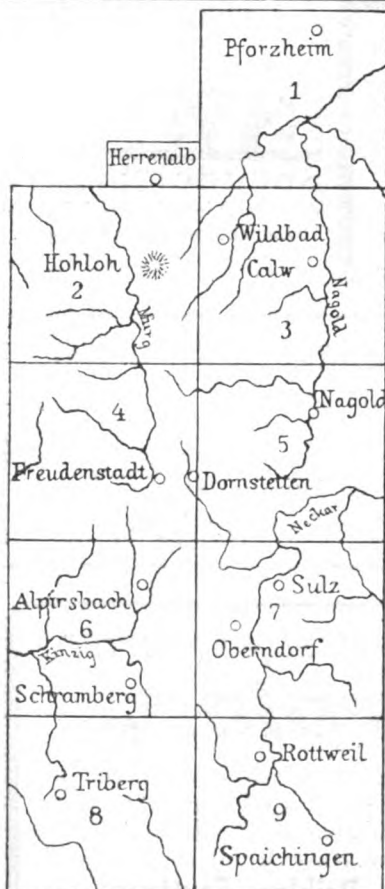 Pforzheim
1
Herrenalb
Wildbad
Hohloh
Calw
2
Murg
Nagold
3
4
Nagold
5
Freudenstadt
Dornstetten
Neckar
Alpirsbach
Sulz
6
7
Oberndorf
Kinzig
Schramberg
Rottweil
Triberg
8
9
Spaichingen